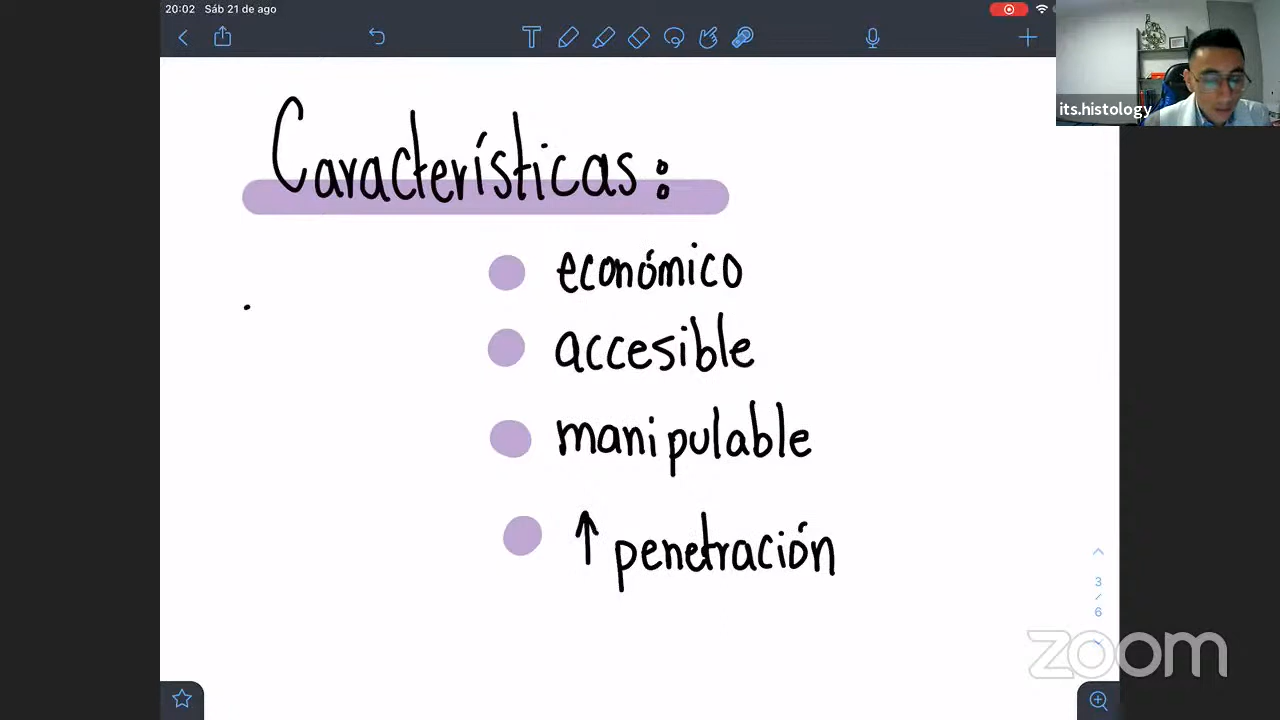 20:02 Sáb 21 de ago
its.histology
Características:
económico
accesible
manipulable
↑ penetración
3
/
6
zoom